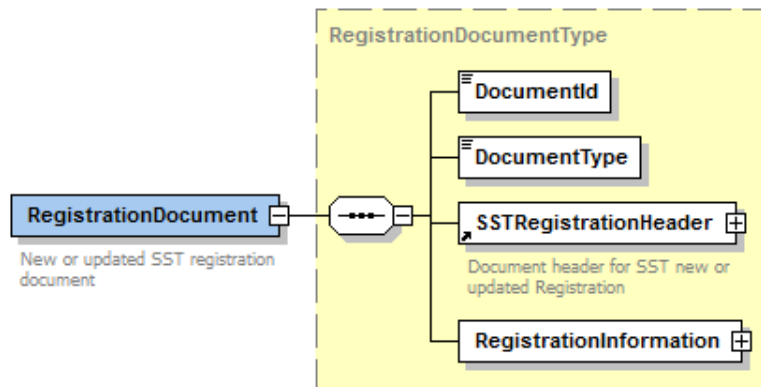 RegistrationDocumentType
DocumentId
DocumentType
RegistrationDocument
New or updated SST registration
document
SSTRegistrationHeader
Document header for SST new or
updated Registration
RegistrationInformation